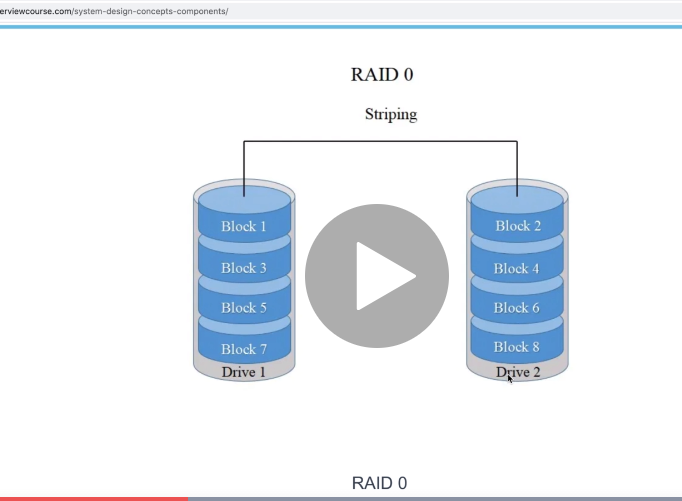 erviewcourse.com/system-design-concepts-components/
RAID 0
Striping
Block 1
Block 3
Block 5
Block 7
Drive 1
Block 2
Block 4
Block 6
Block 8
Drive 2
RAID 0